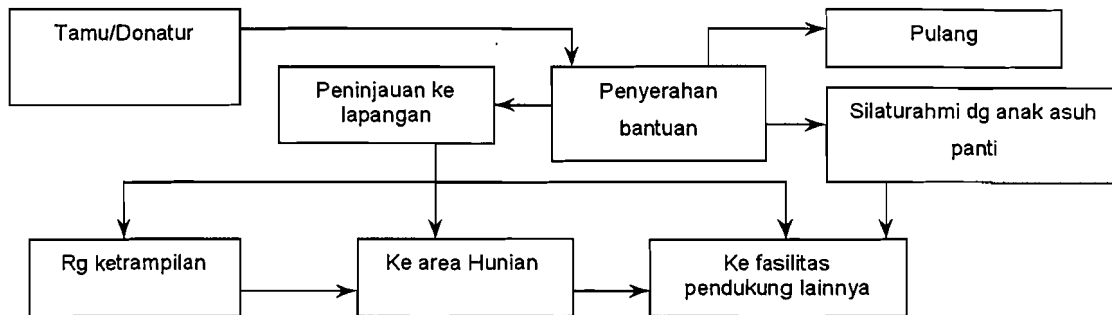 Tamu/Donatur
Pulang
Peninjauan ke
lapangan
Penyerahan
bantuan
Silaturahmi dg anak asuh
panti
Rg ketrampilan
Ke area Hunian
Ke fasilitas
pendukung lainnya